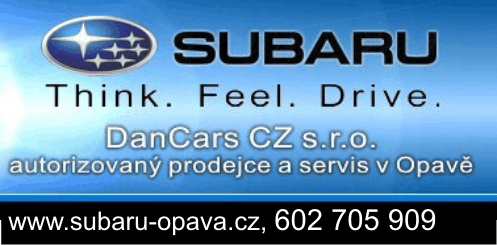 SUBARU
Think. Feel. Drive.
DanCars CZ s.r.o.
autorizovaný prodejce a servis v Opavě
www.subaru-opava.cz, 602 705 909